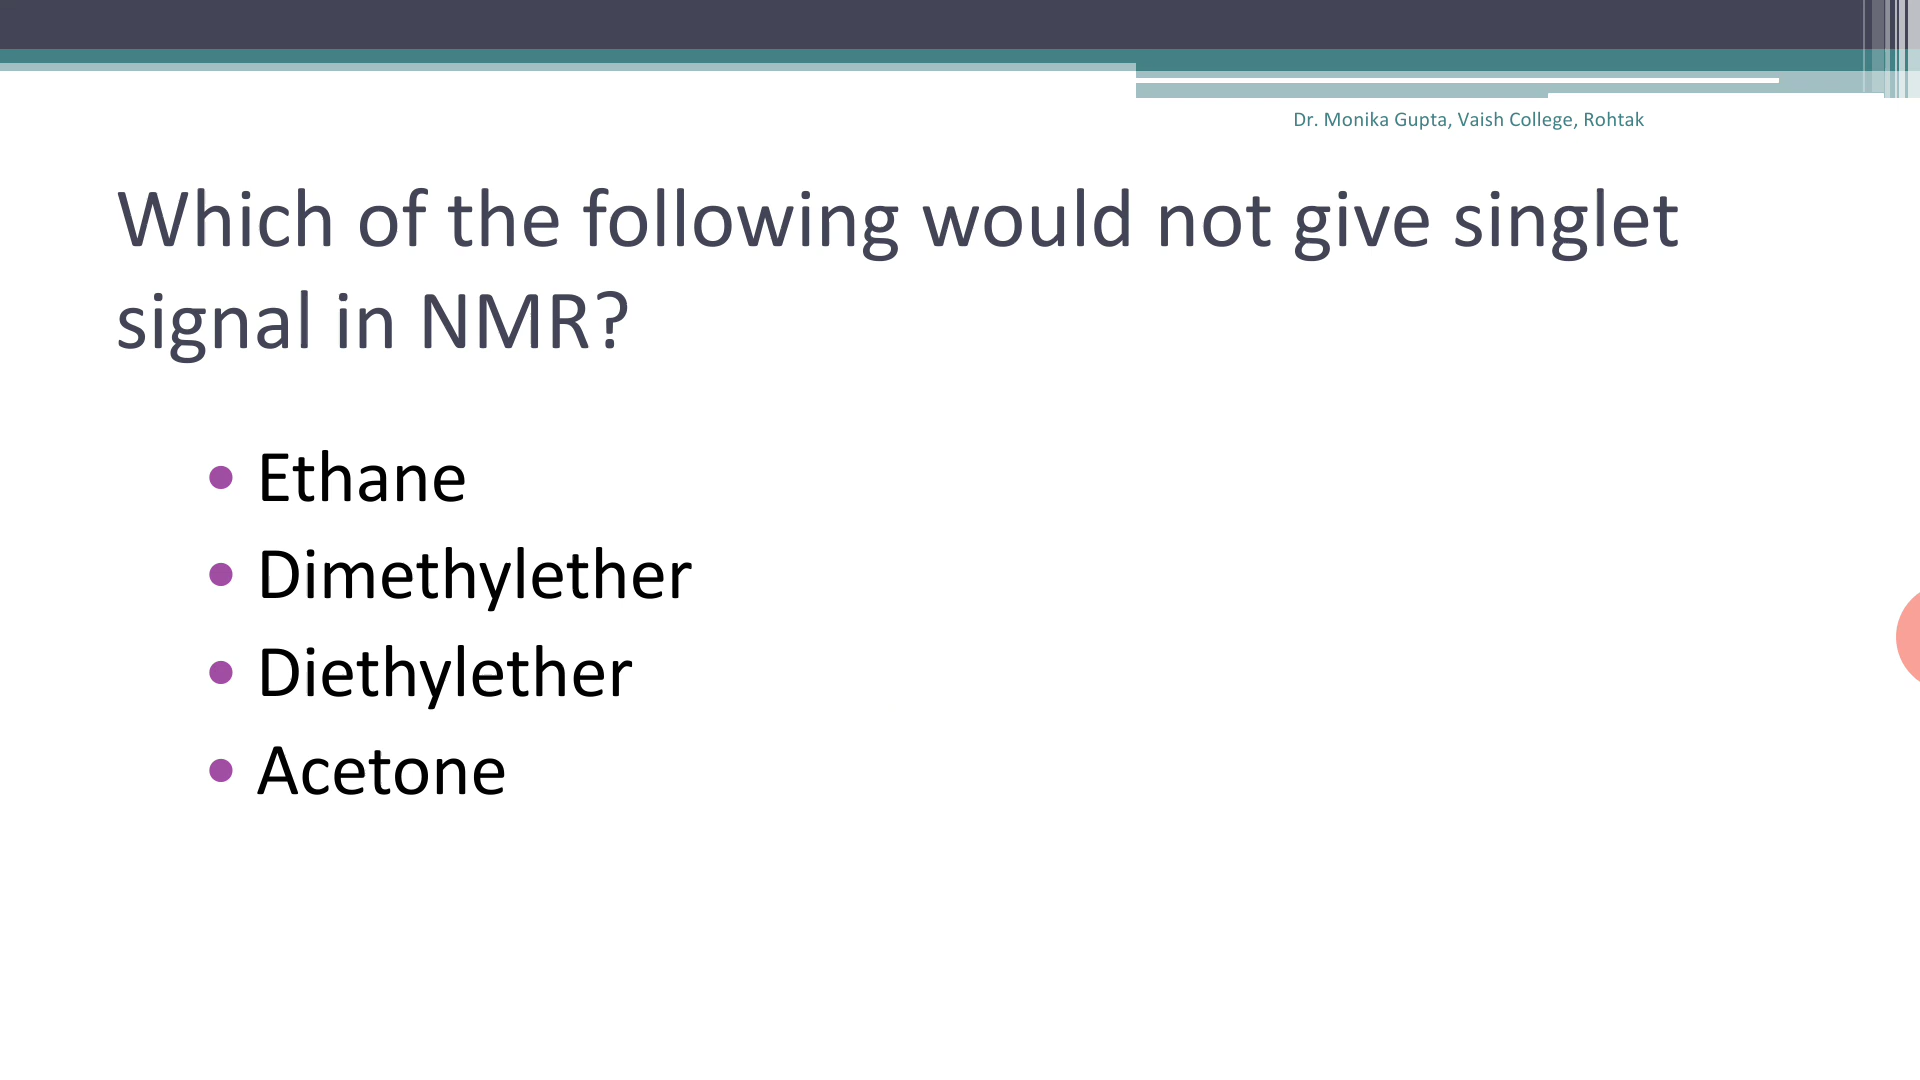 Dr. Monika Gupta, Vaish College, Rohtak
Which of the following would not give singlet
signal in NMR?
• Ethane
• Dimethylether
• Diethylether
• Acetone